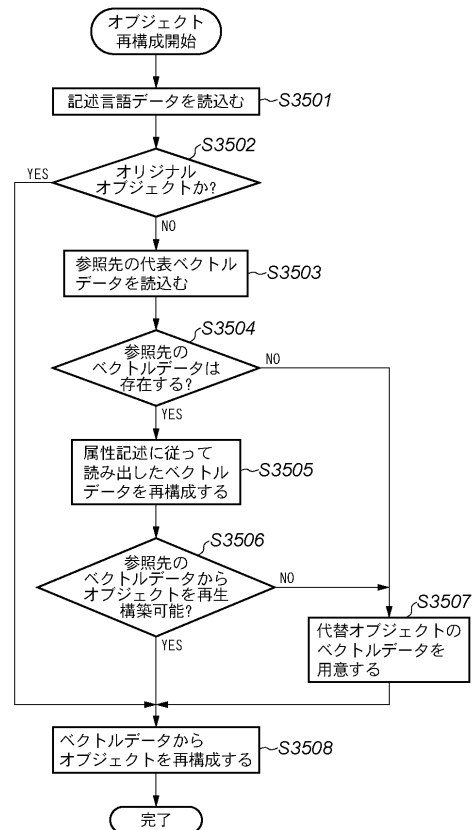 オブジェクト
再構成開始
記述言語データを読込む
S3501
S3502
オリジナル
オブジェクトか?
YES
NO
参照先の代表ベクトル
データを読込む
S3503
S3504
参照先の
ベクトルデータは
存在する?
NO
YES
属性記述に従って
読み出したベクトル
データを再構成する
S3505
S3506
参照先の
ベクトルデータから
オブジェクトを再生
構築可能?
NO
YES
S3507
代替オブジェクトの
ベクトルデータを
用意する
ベクトルデータから
オブジェクトを再構成する
S3508
完了